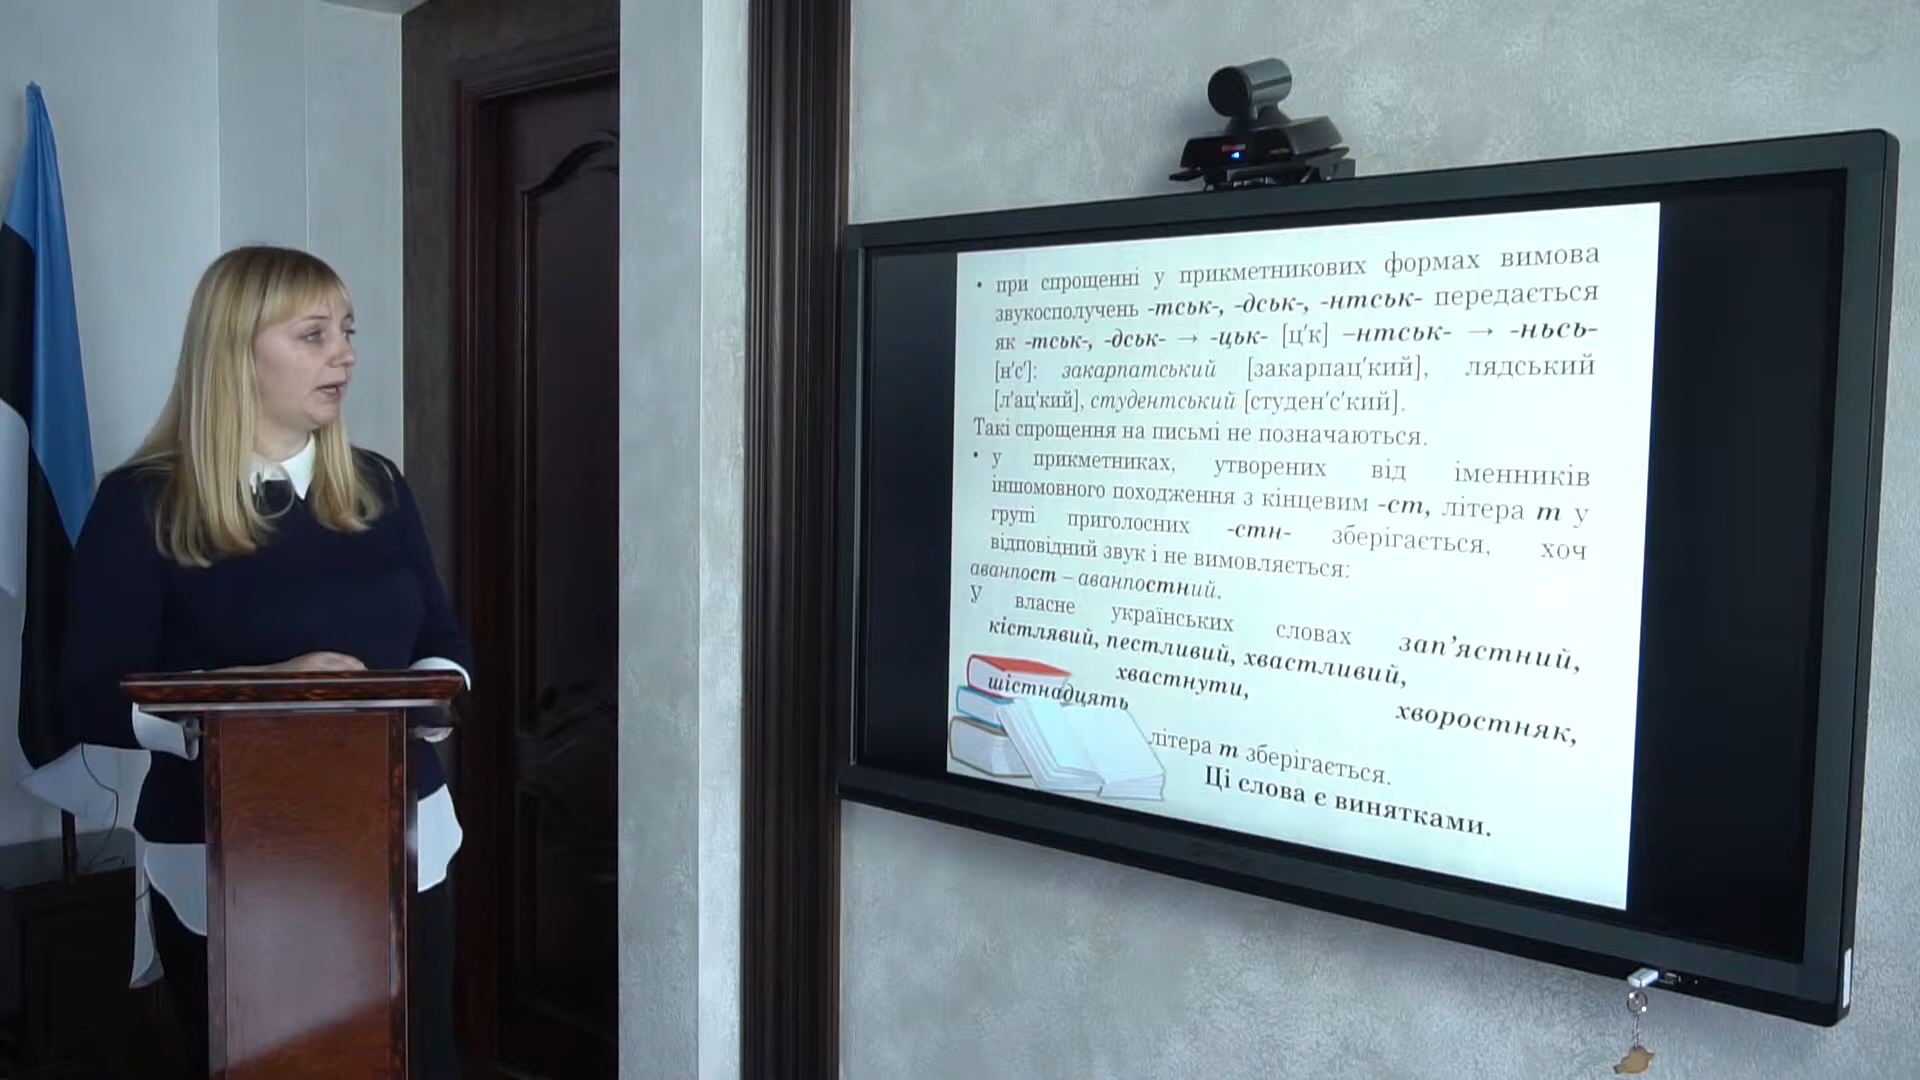 • при спрощенні у прикметникових формах вимова
звукосполучень -тськ-, -дськ-, -нтськ- передається
як -тськ-, -дськ- → -цьк- [ц′к] –нтськ- → -ньсь-
[н′с′]: закарпатський [закарпац′кий], лядський
[л′ац′кий], студентський [студен′с′кий].
Такі спрощення на письмі не позначаються.
• у прикметниках, утворених від іменників
іншомовного походження з кінцевим -ст, літера т у
групі приголосних -стн- зберігається, хоч
відповідний звук і не вимовляється:
аванпост – аванпостний.
У власне українських словах зап’ястний,
кістлявий, пестливий, хвастливий,
хвастнути, хворостняк,
шістнадцять
літера т зберігається.
Ці слова є винятками.